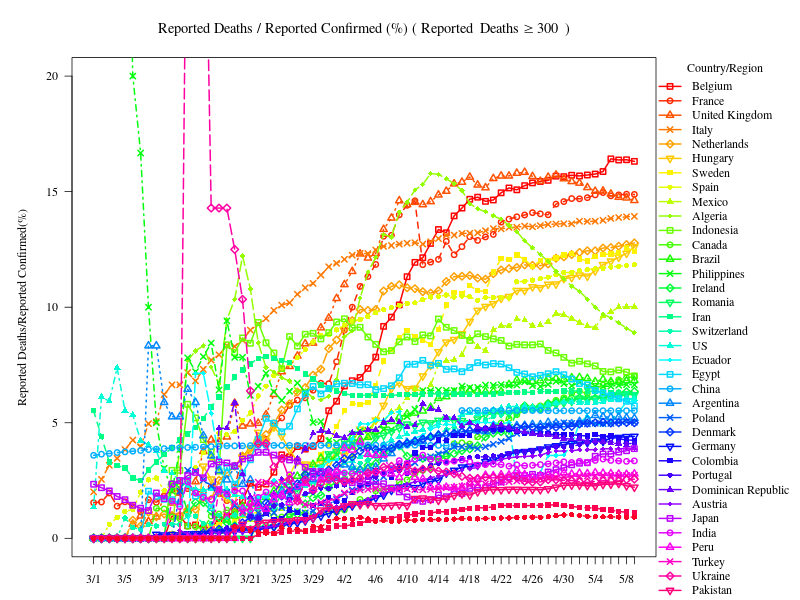 Reported Deaths / Reported Confirmed (%) ( Reported Deaths ≥ 300 )
Reported Deaths/Reported Confirmed(%)
20
15
10
5
0
3/1 3/5 3/9 3/13 3/17 3/21 3/25 3/29 4/2 4/6 4/10 4/14 4/18 4/22 4/26 4/30 5/4 5/8
Country/Region
Belgium
France
United Kingdom
Italy
Netherlands
Hungary
Sweden
Spain
Mexico
Algeria
Indonesia
Canada
Brazil
Philippines
Ireland
Romania
Iran
Switzerland
US
Ecuador
Egypt
China
Argentina
Poland
Denmark
Germany
Colombia
Portugal
Dominican Republic
Austria
Japan
India
Peru
Turkey
Ukraine
Pakistan